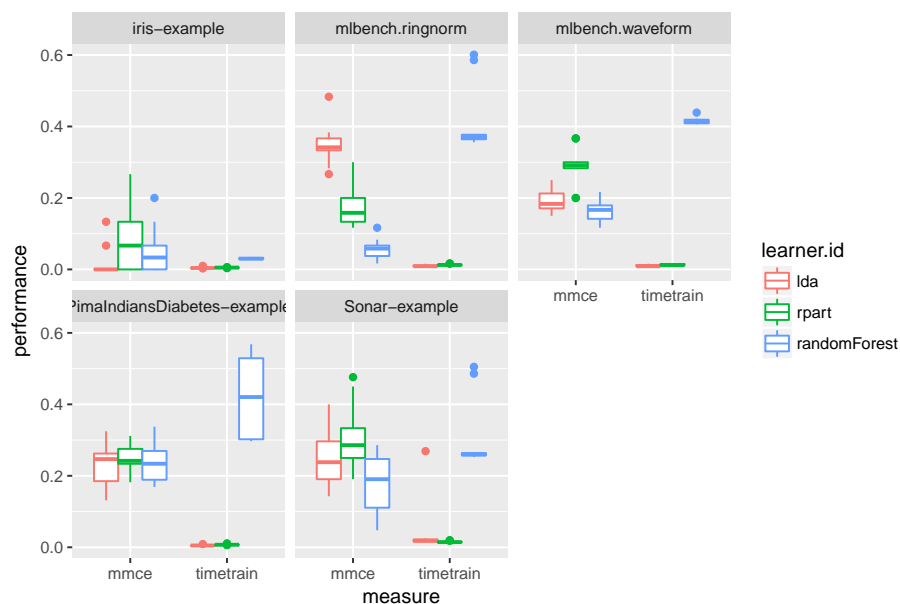 iris−example
mlbench.ringnorm
mlbench.waveform
0.6
0.4
0.2
0.0
mmce
timetrain
PimaIndiansDiabetes−example
Sonar−example
0.6
0.4
0.2
0.0
mmce
timetrain
mmce
timetrain
measure
performance
learner.id
lda
rpart
randomForest